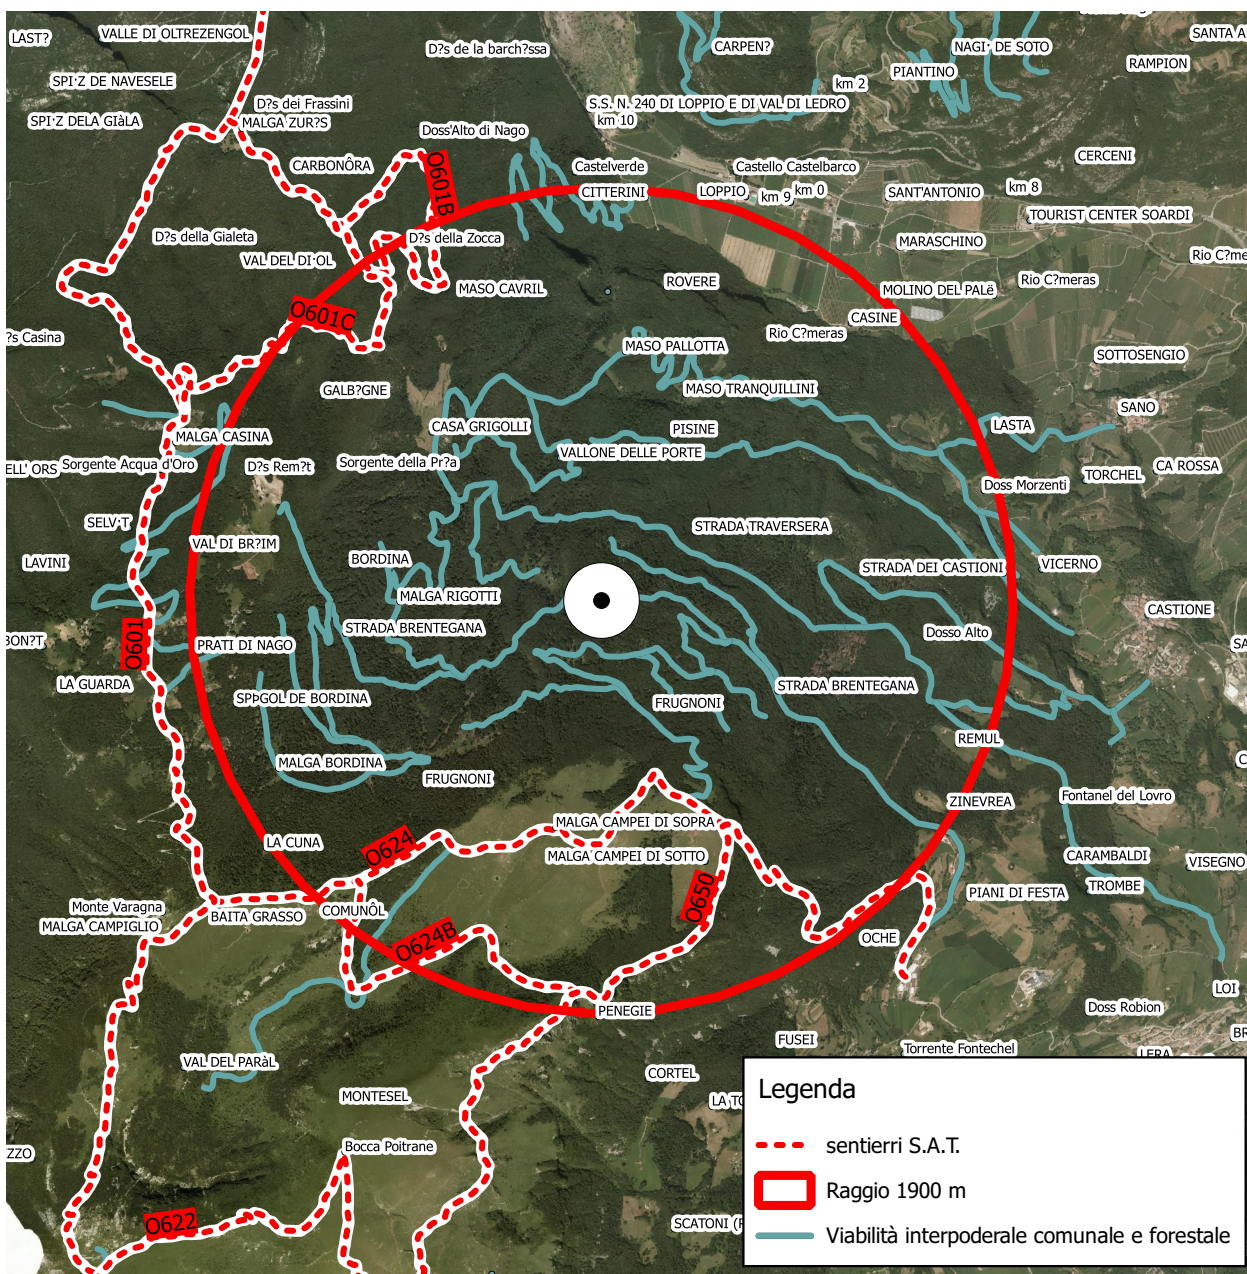 LAST?
VALLE DI OLTREZENGOL
D?s de la barch?ssa
CARPEN?
NAGI· DE SOTO
SANTA A
RAMPION
PIANTINO
SPI·Z DE NAVESELE
km 2
D?s dei Frassini
S.S. N. 240 DI LOPPIO E DI VAL DI LEDRO
SPI·Z DELA GIàLA
MALGA ZUR?S
km 10
Doss'Alto di Nago
CARBONÔRA
Castelverde
Castello Castelbarco
CERCENI
O601B
CITTERINI
LOPPIO
km 9
km 0
SANT'ANTONIO
km 8
TOURIST CENTER SOARDI
D?s della Gialeta
D?s della Zocca
MARASCHINO
Rio C?me
VAL DEL DI·OL
MASO CAVRIL
ROVERE
MOLINO DEL PALë
Rio C?meras
O601C
CASINE
?s Casina
Rio C?meras
MASO PALLOTTA
SOTTOSENGIO
GALB?GNE
MASO TRANQUILLINI
SANO
CASA GRIGOLLI
PISINE
LASTA
MALGA CASINA
VALLONE DELLE PORTE
ELL' ORS
Sorgente Acqua d'Oro
D?s Rem?t
Sorgente della Pr?a
CA ROSSA
TORCHEL
Doss Morzenti
SELV·T
STRADA TRAVERSERA
VAL DI BR?IM
LAVINI
BORDINA
STRADA DEI CASTIONI
VICERNO
MALGA RIGOTTI
CASTIONE
STRADA BRENTEGANA
Dosso Alto
BON?T
O601
PRATI DI NAGO
SA
LA GUARDA
SPÞGOL DE BORDINA
STRADA BRENTEGANA
FRUGNONI
REMUL
MALGA BORDINA
FRUGNONI
C
ZINEVREA
Fontanel del Lovro
MALGA CAMPEI DI SOPRA
LA CUNA
O624
MALGA CAMPEI DI SOTTO
CARAMBALDI
VISEGNO
TROMBE
O650
PIANI DI FESTA
Monte Varagna
MALGA CAMPIGLIO
BAITA GRASSO
COMUNÔL
O624B
OCHE
LOI
PENEGIE
Doss Robion
FUSEI
Torrente Fontechel
LERA
BR
VAL DEL PARàL
CORTEL
MONTESEL
LA TO
Bocca Poitrane
ZZO
O622
SCATONI (R
Legenda
sentierri S.A.T.
Raggio 1900 m
Viabilità interpoderale comunale e forestale